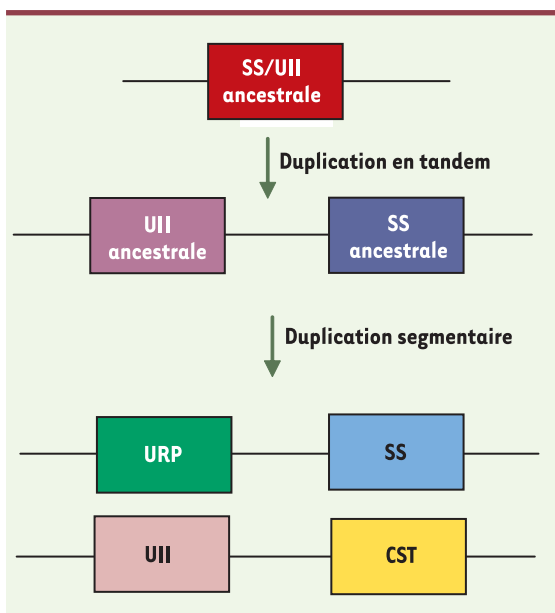 SS/UII
ancestrale
Duplication en tandem
UII
ancestrale
SS
ancestrale
Duplication segmentaire
URP
SS
UII
CST